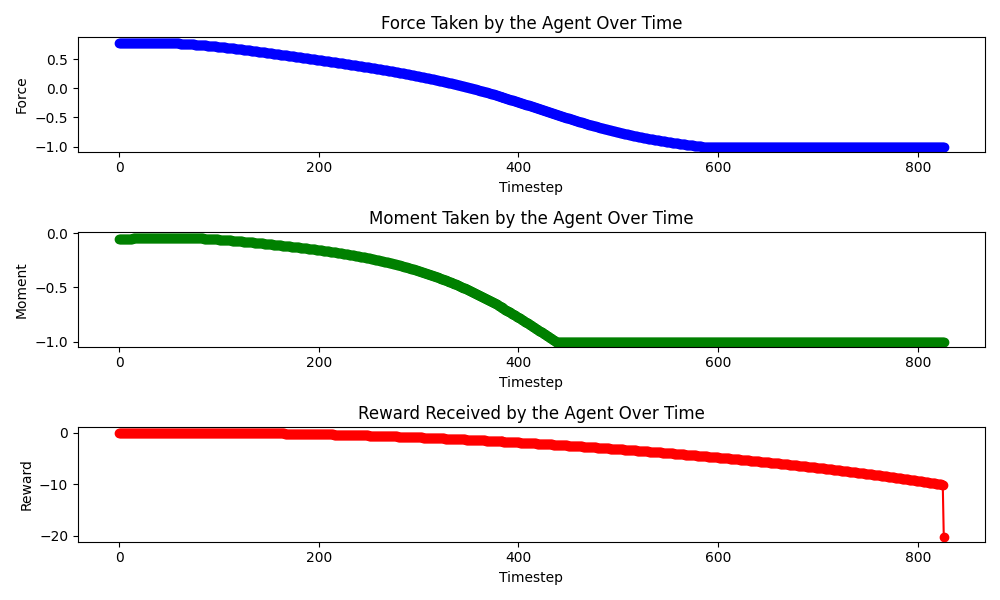 Force Taken by the Agent Over Time
Force
0.5
0.0
−0.5
−1.0
0 200 400 600 800
Timestep
Moment Taken by the Agent Over Time
Moment
0.0
−0.5
−1.0
0 200 400 600 800
Timestep
Reward Received by the Agent Over Time
Reward
0
−10
−20
0 200 400 600 800
Timestep